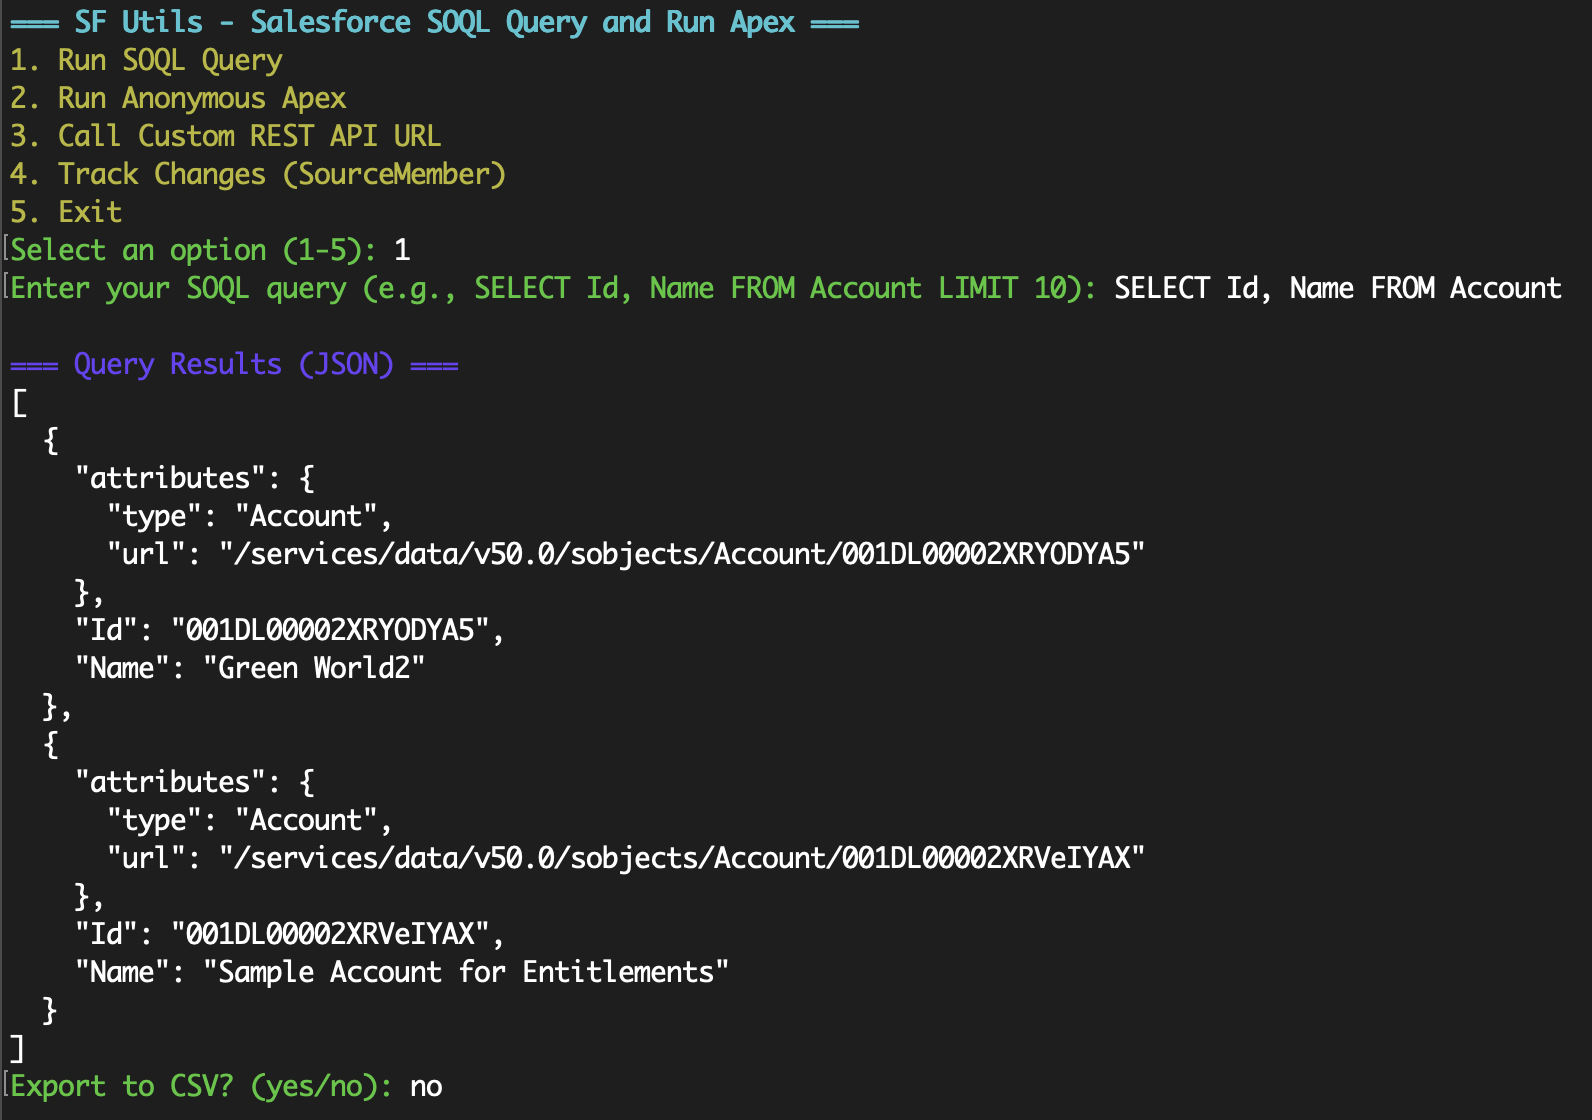 === SF Utils - Salesforce SOQL Query and Run Apex ===
1. Run SOQL Query
2. Run Anonymous Apex
3. Call Custom REST API URL
4. Track Changes (SourceMember)
5. Exit
Select an option (1-5): 1
Enter your SOQL query (e.g., SELECT Id, Name FROM Account LIMIT 10): SELECT Id, Name FROM Account
=== Query Results (JSON) ===
[
  {
    "attributes": {
      "type": "Account",
      "url": "/services/data/v50.0/sobjects/Account/001DL00002XRYODYA5"
    },
    "Id": "001DL00002XRYODYA5",
    "Name": "Green World2"
  },
  {
    "attributes": {
      "type": "Account",
      "url": "/services/data/v50.0/sobjects/Account/001DL00002XRVeIYAX"
    },
    "Id": "001DL00002XRVeIYAX",
    "Name": "Sample Account for Entitlements"
  }
]
Export to CSV? (yes/no): no